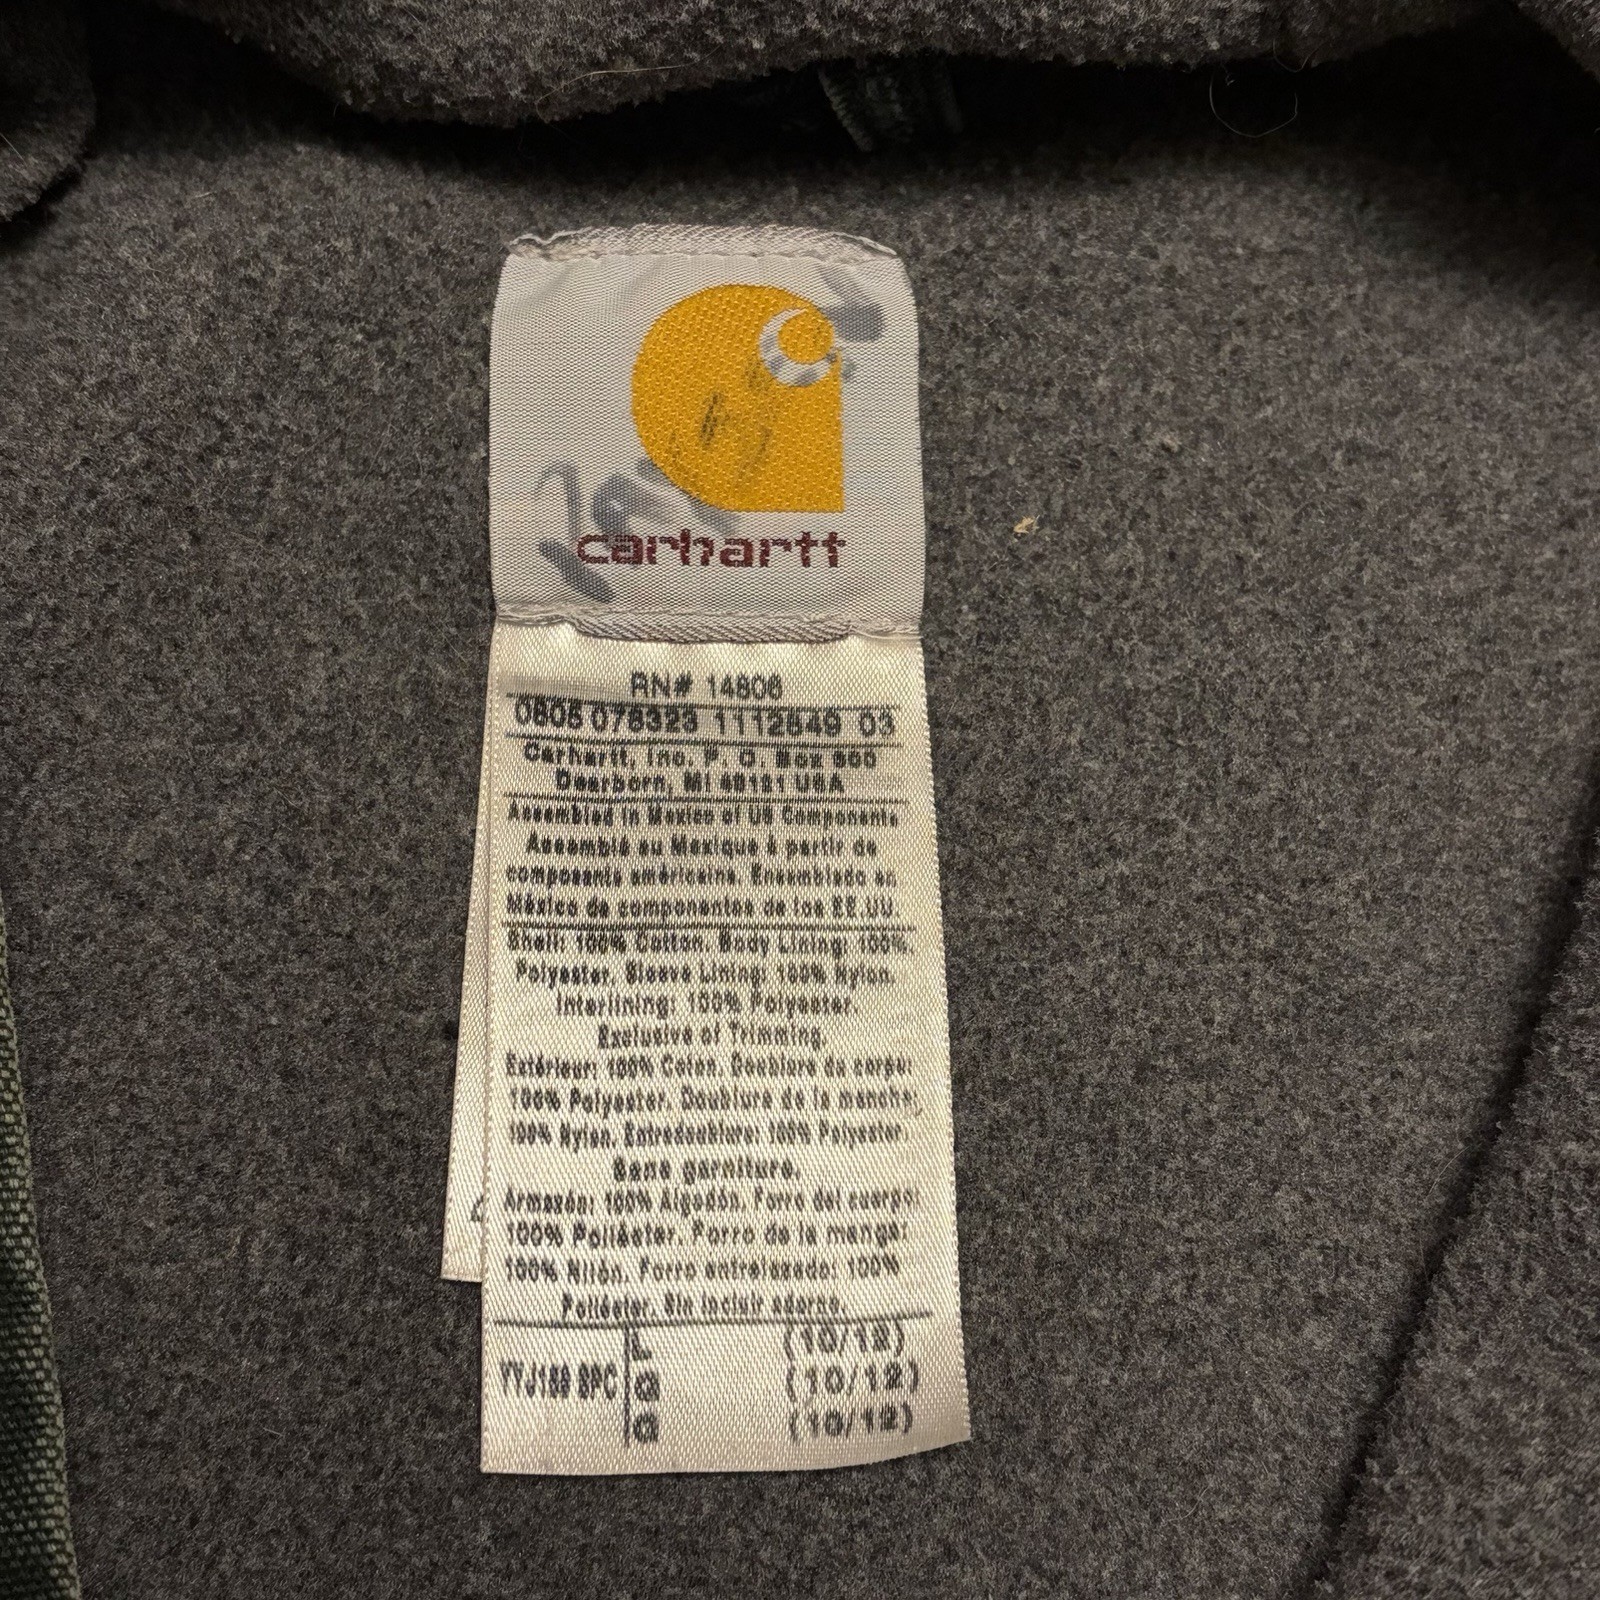 carhartt
RN# 14806
0605 078323 1112649 03
Carhartt, Inc. P. O. Box 600
Dearborn, MI 48121 USA
Assembled in Mexico of US Components
Assemblé au Mexique à partir de
composants américains. Ensamblado en
México de componentes de los EE.UU.
Shell: 100% Cotton. Body Lining: 100%
Polyester. Sleeve Lining: 100% Nylon.
Interlining: 100% Polyester.
Exclusive of Trimming.
Extérieur: 100% Coton. Doublure du corps:
100% Polyester. Doublure de la manche:
100% Nylon. Entredoublure: 100% Polyester.
Sans garniture.
Armazón: 100% Algodón. Forro del cuerpo:
100% Poliéster. Forro de la manga:
100% Nilón. Forro entrelazado: 100%
Poliéster. Sin incluir adorno.
L (10/12)
G (10/12)
G (10/12)